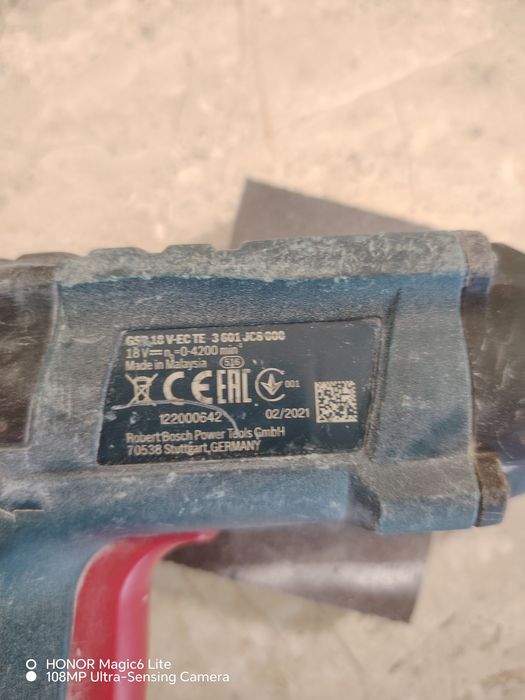 GSR 18 V-EC TE 3 601 JC8 000
18 V⎓ n₀=0-4200 min
Made in Malaysia 516
CE EAC 001
122000642 02/2021
Robert Bosch Power Tools GmbH
70538 Stuttgart, GERMANY
HONOR Magic6 Lite
108MP Ultra-Sensing Camera